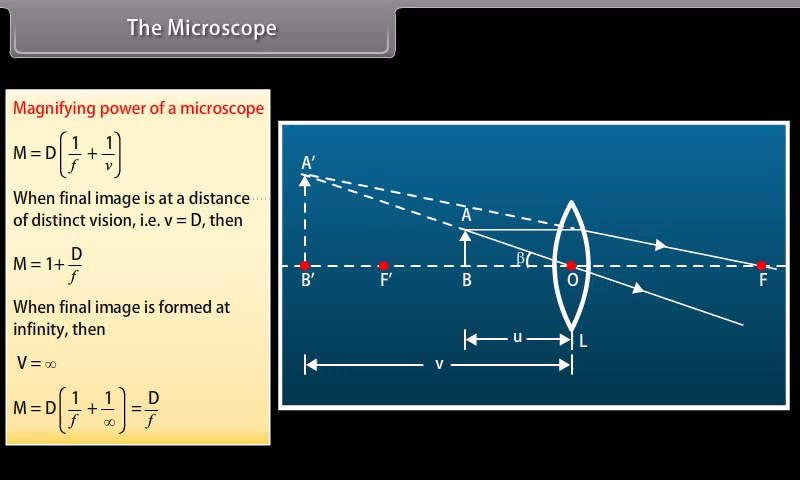 The Microscope
Magnifying power of a microscope
M = D(1/f + 1/v)
When final image is at a distance
of distinct vision, i.e. v = D, then
M = 1+ D/f
When final image is formed at
infinity, then
V = ∞
M = D(1/f + 1/∞) = D/f
A′
A
β
B′
F′
B
O
F
u
L
v